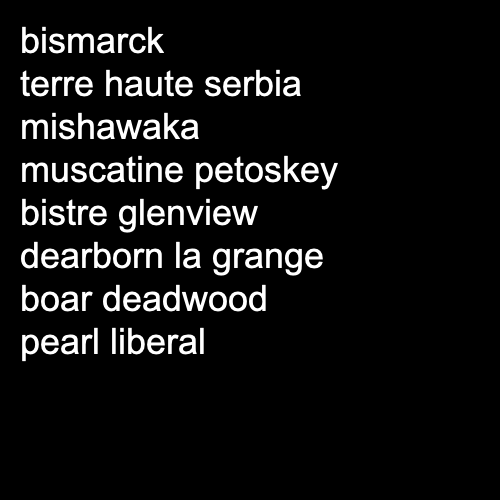 bismarck
terre haute serbia
mishawaka
muscatine petoskey
bistre glenview
dearborn la grange
boar deadwood
pearl liberal